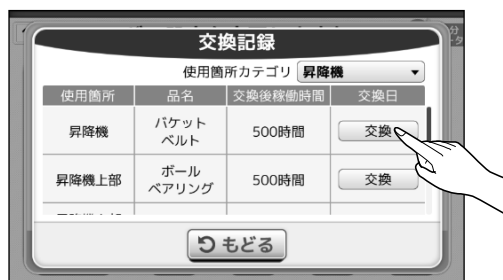 分
タ
交換記録
使用箇所カテゴリ 昇降機
使用箇所 品名 交換後稼働時間 交換日
昇降機 バケット
ベルト 500時間 交換
昇降機上部 ボール
ベアリング 500時間 交換
もどる